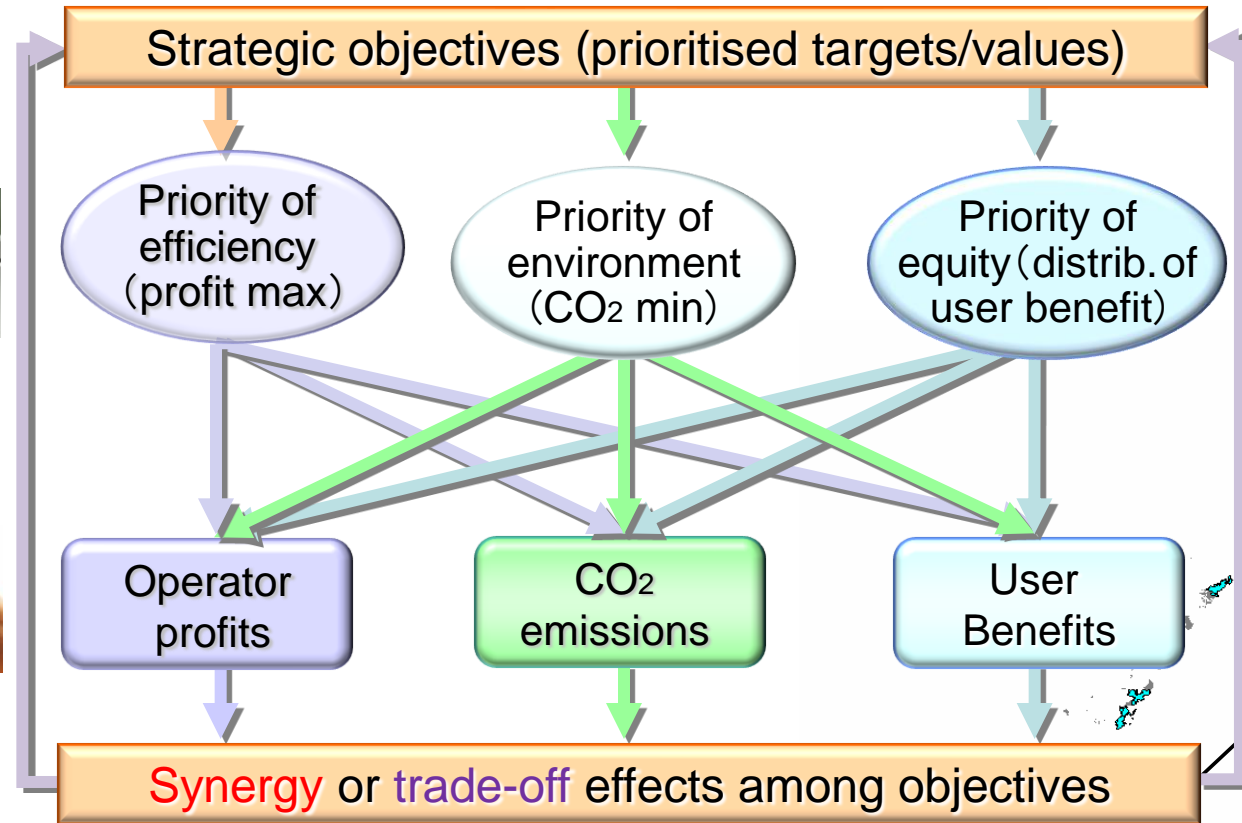 Strategic objectives (prioritised targets/values)
Priority of
efficiency
（profit max）
Priority of
environment
（CO2 min）
Priority of
equity（distrib. of
user benefit）
Operator
profits
CO2
emissions
User
Benefits
Synergy or trade-off effects among objectives